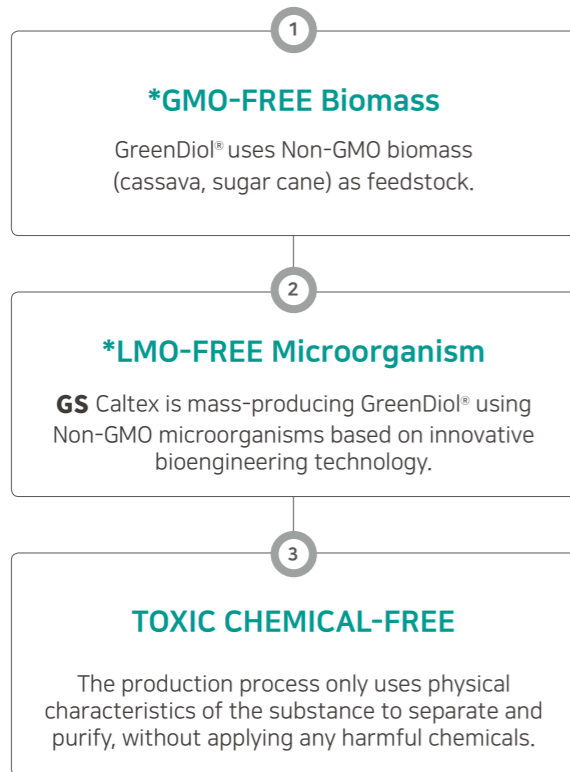 1
*GMO-FREE Biomass
GreenDiol® uses Non-GMO biomass
(cassava, sugar cane) as feedstock.
2
*LMO-FREE Microorganism
GS Caltex is mass-producing GreenDiol® using
Non-GMO microorganisms based on innovative
bioengineering technology.
3
TOXIC CHEMICAL-FREE
The production process only uses physical
characteristics of the substance to separate and
purify, without applying any harmful chemicals.